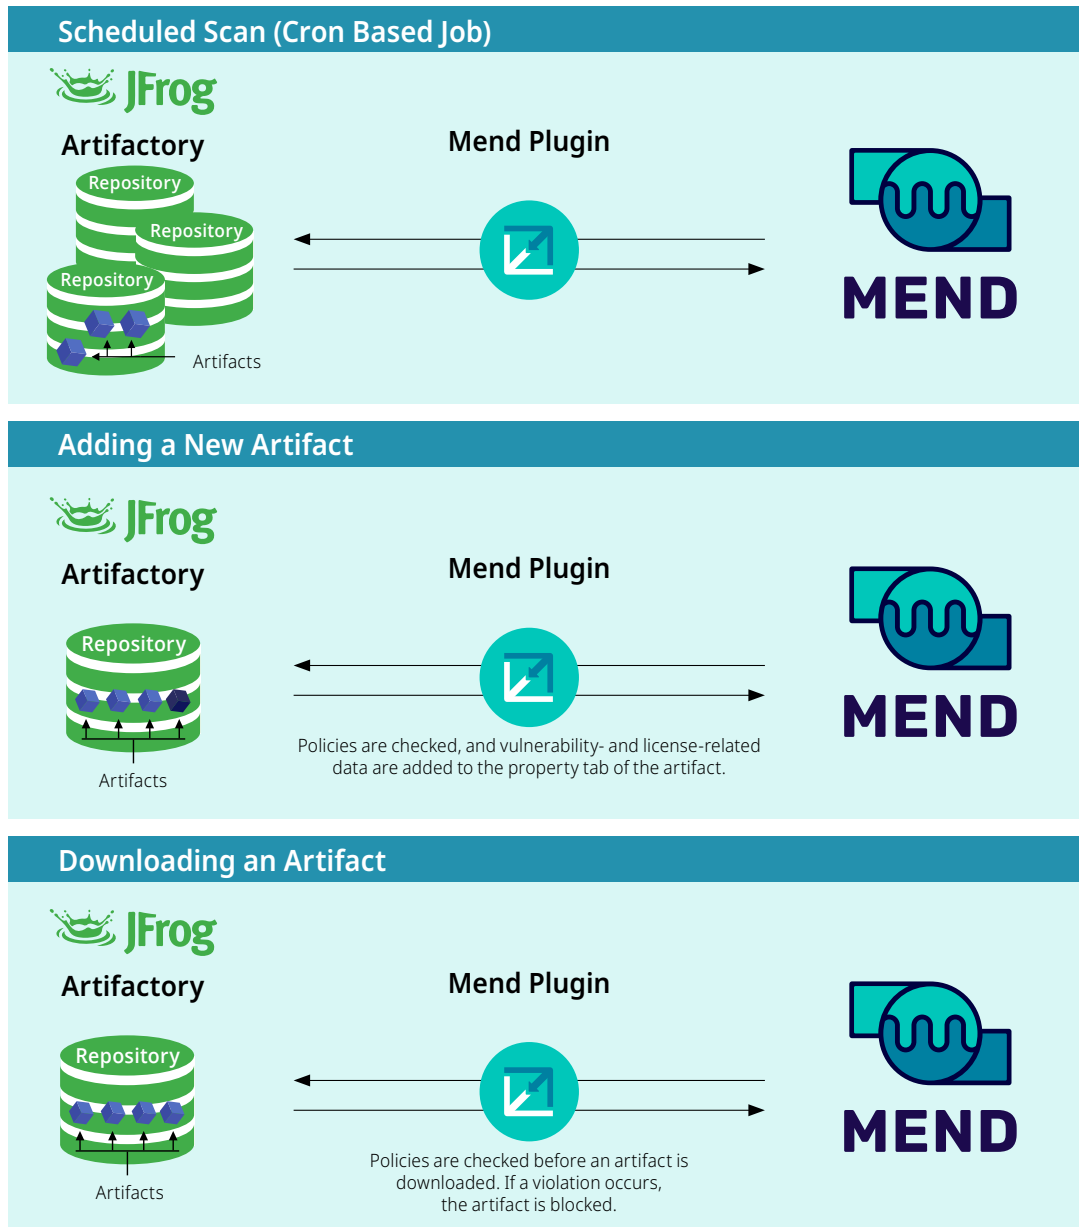 Scheduled Scan (Cron Based Job)
JFrog
Artifactory
Mend Plugin
Repository
Repository
Repository
MEND
Artifacts
Adding a New Artifact
JFrog
Artifactory
Mend Plugin
Repository
MEND
Policies are checked, and vulnerability- and license-related
data are added to the property tab of the artifact.
Artifacts
Downloading an Artifact
JFrog
Artifactory
Mend Plugin
Repository
MEND
Policies are checked before an artifact is
downloaded. If a violation occurs,
the artifact is blocked.
Artifacts